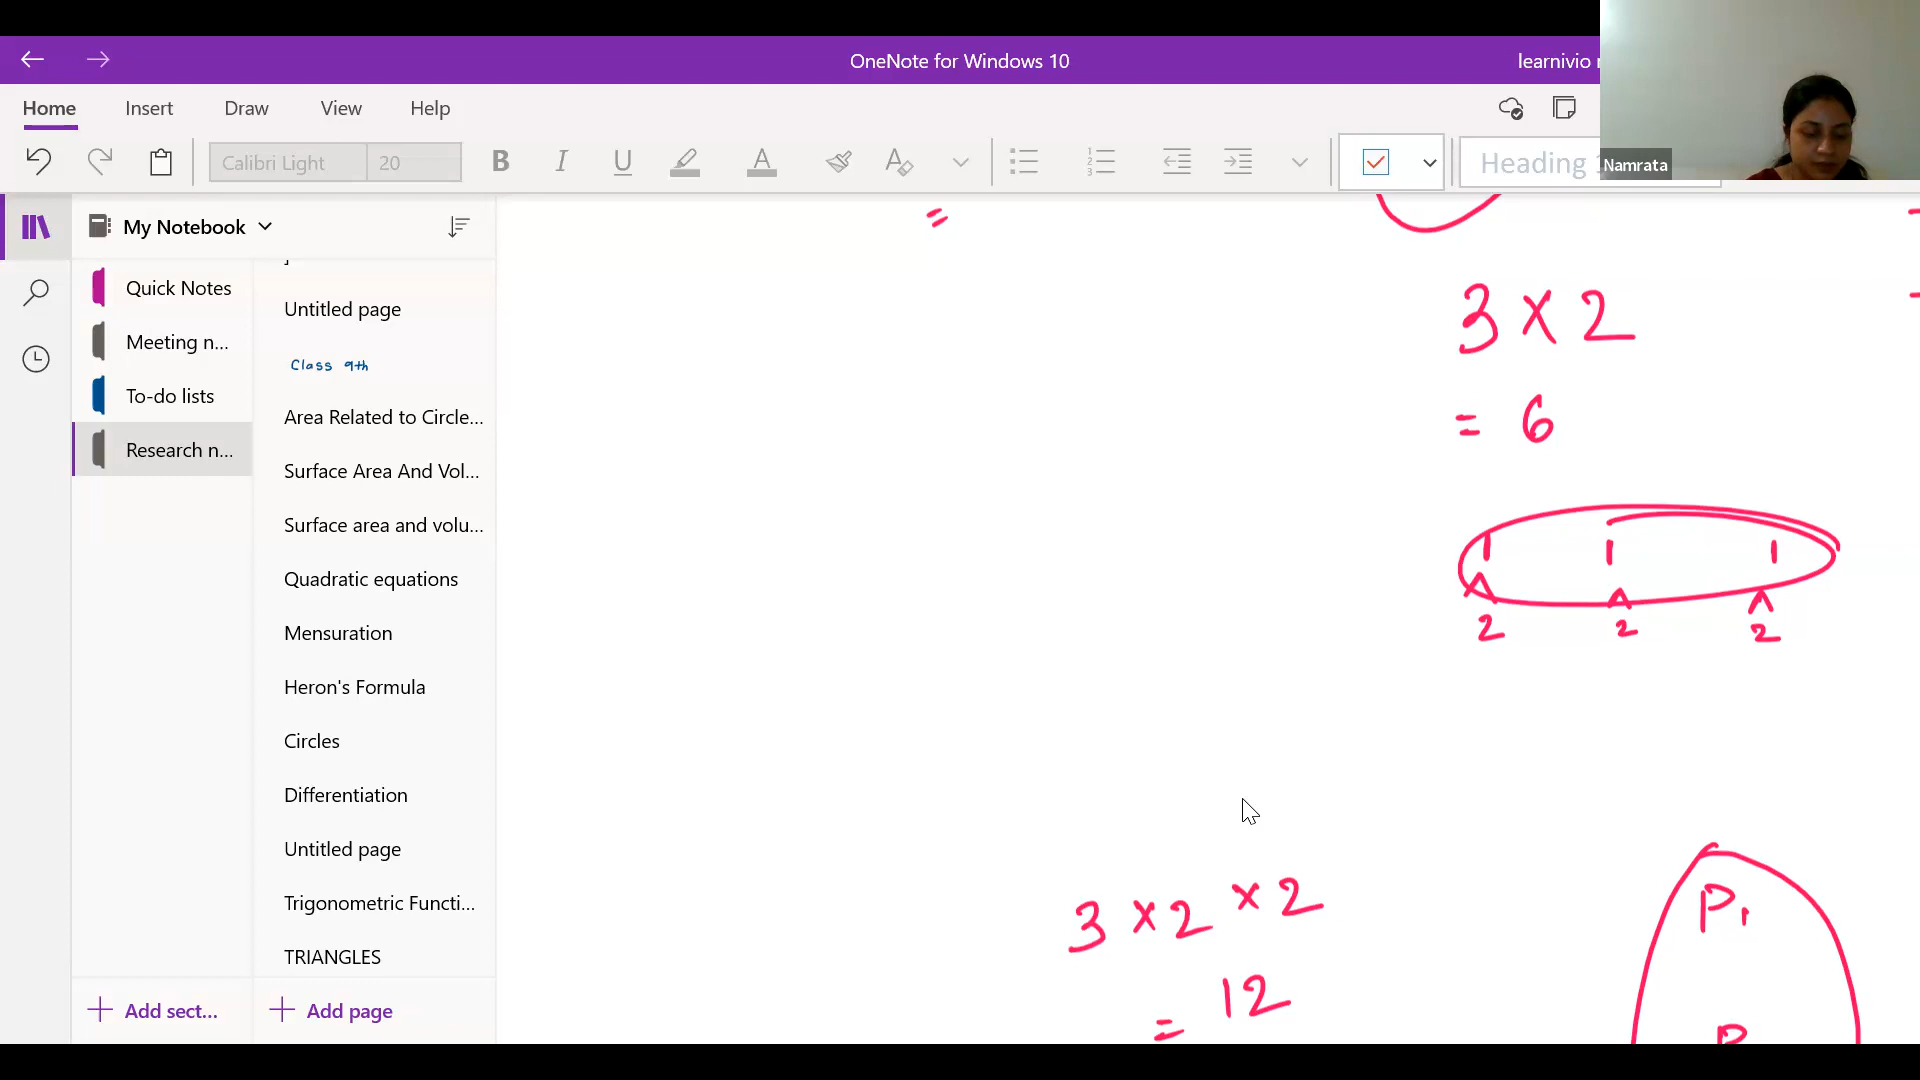 OneNote for Windows 10
learnivio
Home Insert Draw View Help
Calibri Light 20 B I U A A Heading
Namrata
My Notebook
Quick Notes
Meeting n...
To-do lists
Research n...
Untitled page
Class 9th
Area Related to Circle...
Surface Area And Vol...
Surface area and volu...
Quadratic equations
Mensuration
Heron's Formula
Circles
Differentiation
Untitled page
Trigonometric Functi...
TRIANGLES
Add sect...
Add page
=
3 × 2
= 6
1 1 1
2 2 2
3 × 2 × 2
= 12
P1